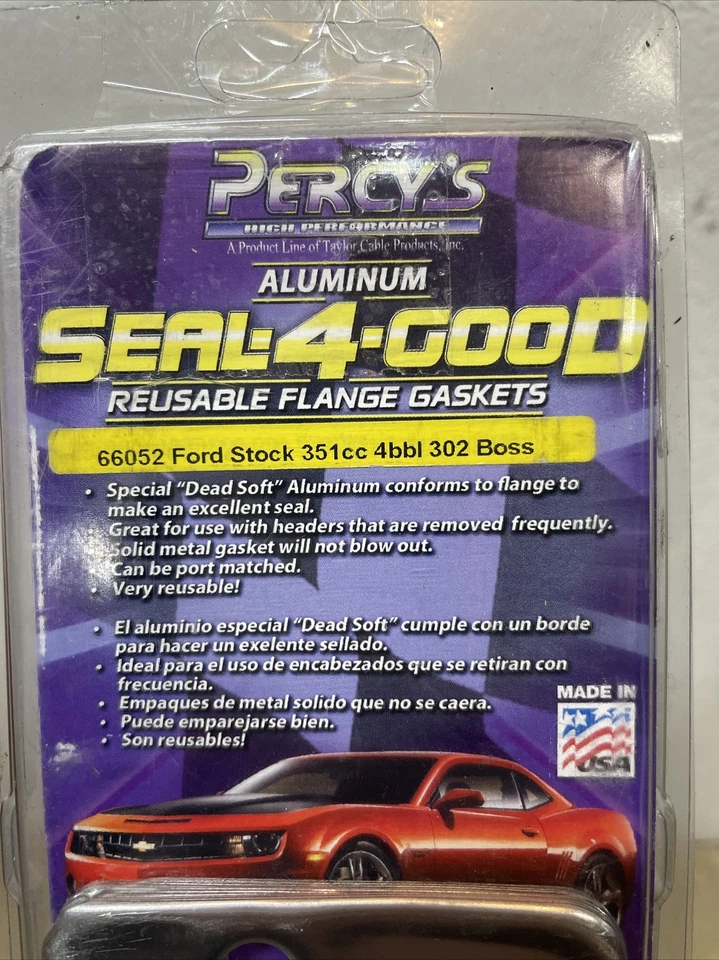 PERCY'S
HIGH PERFORMANCE
A Product Line of Taylor Cable Products, Inc.
ALUMINUM
SEAL-4-GOOD
REUSABLE FLANGE GASKETS
66052 Ford Stock 351cc 4bbl 302 Boss
• Special "Dead Soft" Aluminum conforms to flange to
make an excellent seal.
Great for use with headers that are removed frequently.
Solid metal gasket will not blow out.
Can be port matched.
• Very reusable!
• El aluminio especial "Dead Soft" cumple con un borde
para hacer un exelente sellado.
• Ideal para el uso de encabezados que se retiran con
frecuencia.
• Empaques de metal solido que no se caera.
• Puede emparejarse bien.
• Son reusables!
MADE IN
USA